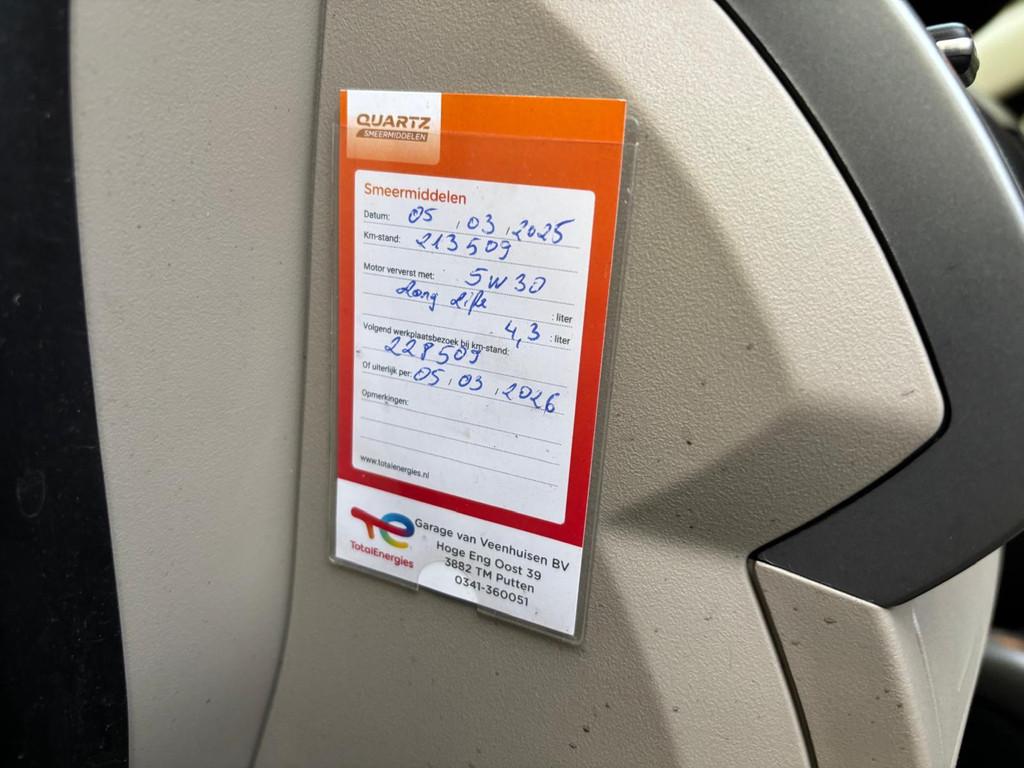 QUARTZ
SMEERMIDDELEN
Smeermiddelen
Datum: 05 . 03 . 2025
Km-stand: 213509
Motor ververst met: 5W30
Long Life : liter
4,3 : liter
Volgend werkplaatsbezoek bij km-stand:
228509
Of uiterlijk per: 05 . 03 . 2026
Opmerkingen:
www.totalenergies.nl
TotalEnergies
Garage van Veenhuisen BV
Hoge Eng Oost 39
3882 TM Putten
0341-360051